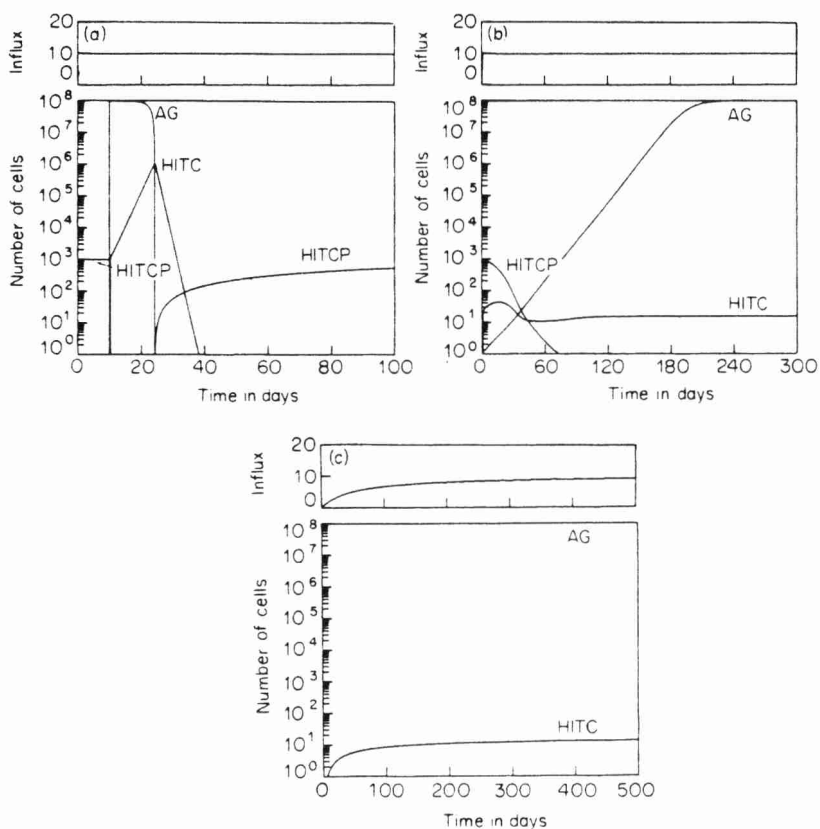 (a)
Influx
20
10
0
Number of cells
10⁸
10⁷
10⁶
10⁵
10⁴
10³
10²
10¹
10⁰
AG
HITC
HITCP
HITCP
0 20 40 60 80 100
Time in days
(b)
Influx
20
10
0
Number of cells
10⁸
10⁷
10⁶
10⁵
10⁴
10³
10²
10¹
10⁰
AG
HITCP
HITC
0 60 120 180 240 300
Time in days
(c)
Influx
20
10
0
Number of cells
10⁸
10⁷
10⁶
10⁵
10⁴
10³
10²
10¹
10⁰
AG
HITC
0 100 200 300 400 500
Time in days